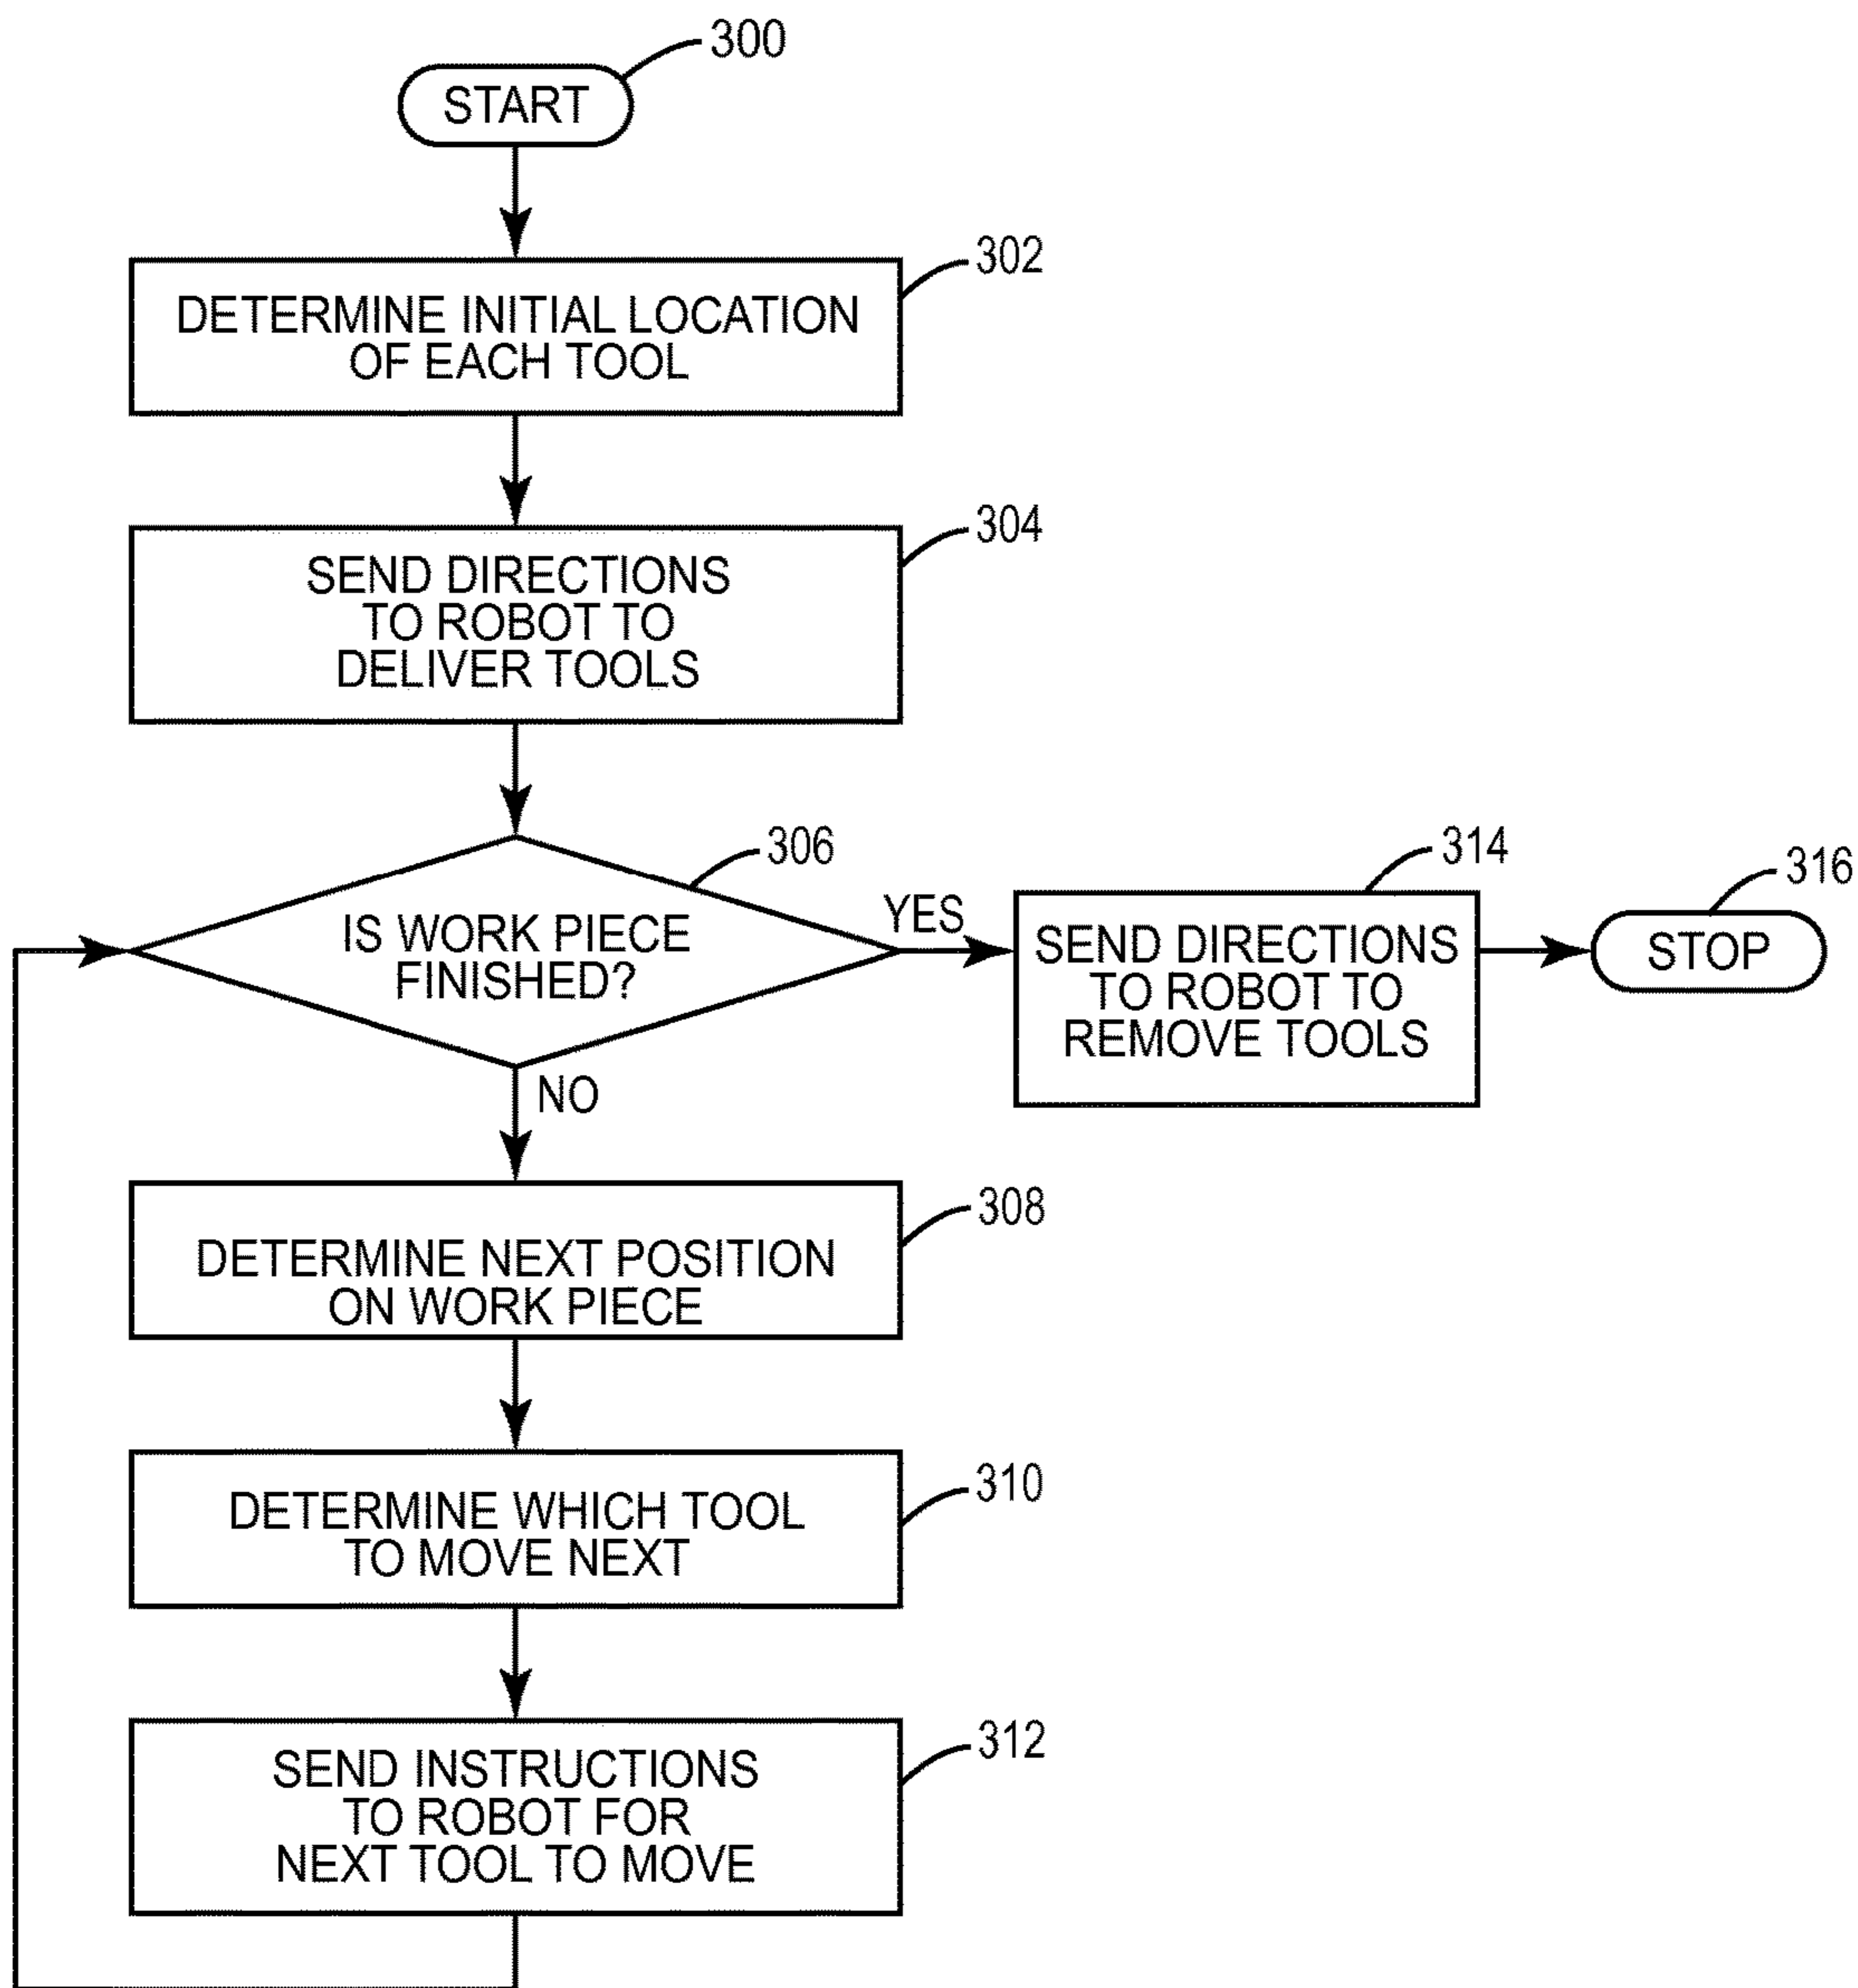 300
START
302
DETERMINE INITIAL LOCATION
OF EACH TOOL
304
SEND DIRECTIONS
TO ROBOT TO
DELIVER TOOLS
306
IS WORK PIECE
FINISHED?
YES
314
SEND DIRECTIONS
TO ROBOT TO
REMOVE TOOLS
316
STOP
NO
308
DETERMINE NEXT POSITION
ON WORK PIECE
310
DETERMINE WHICH TOOL
TO MOVE NEXT
312
SEND INSTRUCTIONS
TO ROBOT FOR
NEXT TOOL TO MOVE